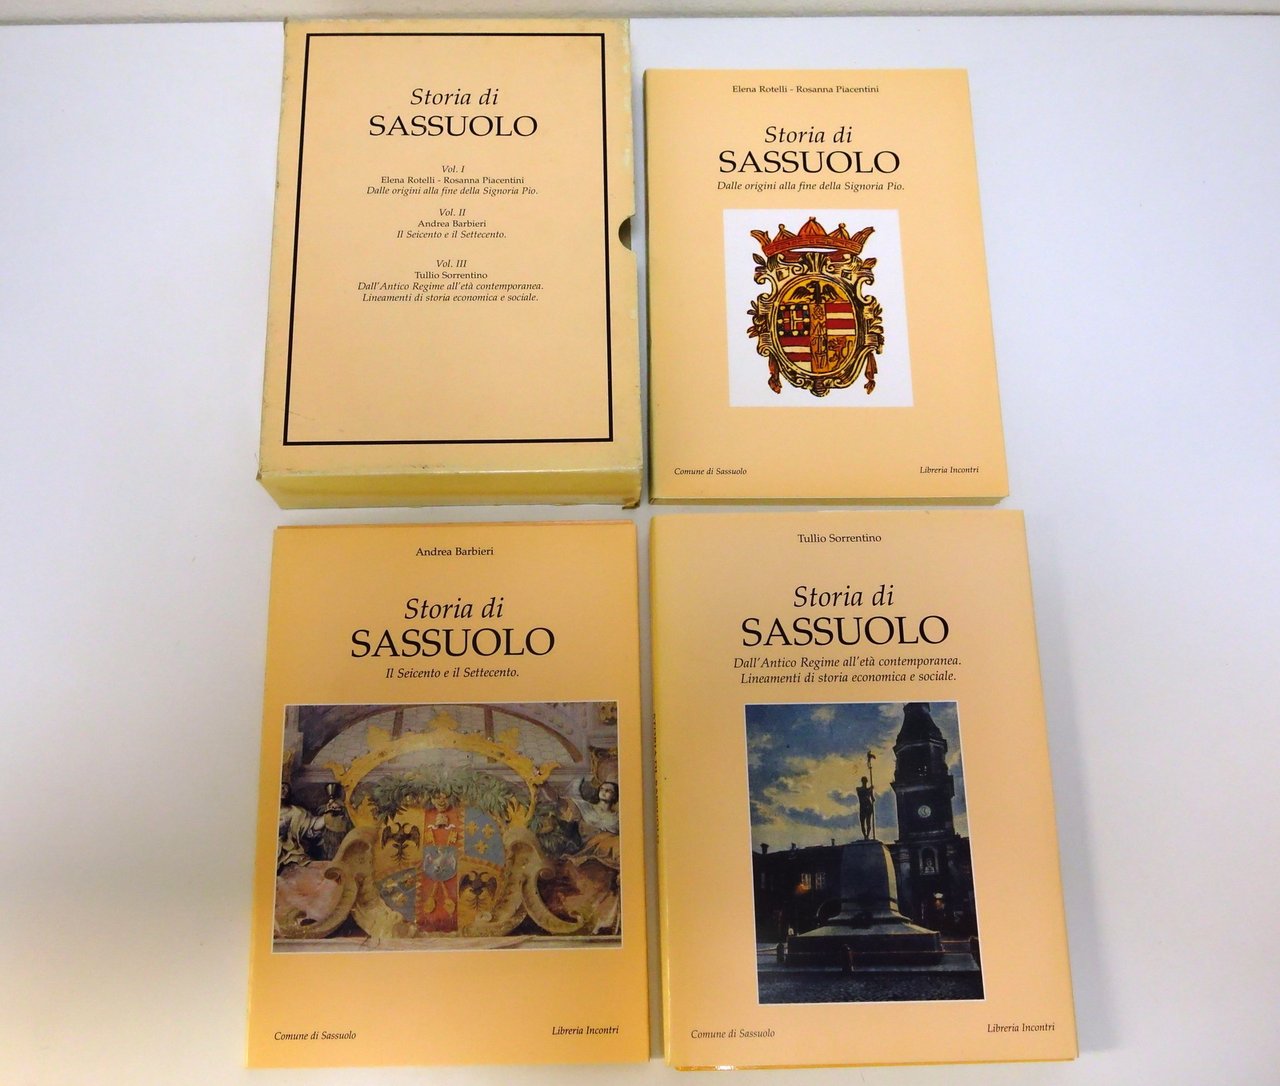 Storia di
SASSUOLO
Vol. I
Elena Rotelli - Rosanna Piacentini
Dalle origini alla fine della Signoria Pio.
Vol. II
Andrea Barbieri
Il Seicento e il Settecento.
Vol. III
Tullio Sorrentino
Dall'Antico Regime all'età contemporanea.
Lineamenti di storia economica e sociale.
Elena Rotelli - Rosanna Piacentini
Storia di
SASSUOLO
Dalle origini alla fine della Signoria Pio.
Comune di Sassuolo
Libreria Incontri
Andrea Barbieri
Storia di
SASSUOLO
Il Seicento e il Settecento.
Comune di Sassuolo
Libreria Incontri
Tullio Sorrentino
Storia di
SASSUOLO
Dall'Antico Regime all'età contemporanea.
Lineamenti di storia economica e sociale.
Comune di Sassuolo
Libreria Incontri